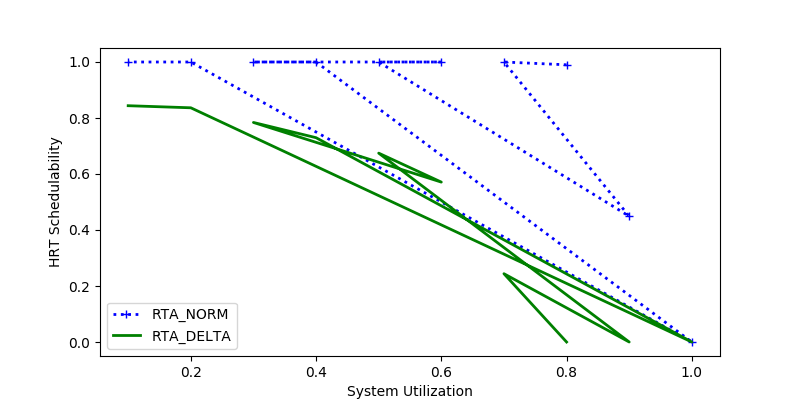 1.0
0.8
0.6
0.4
0.2
0.0
HRT Schedulability
RTA_NORM
RTA_DELTA
0.2 0.4 0.6 0.8 1.0
System Utilization